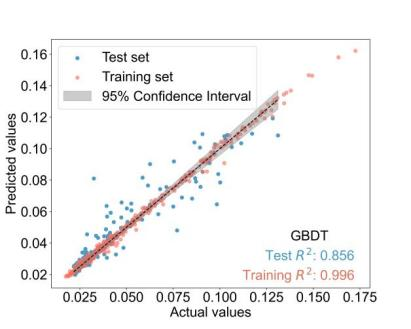 0.16
0.14
0.12
0.10
0.08
0.06
0.04
0.02
Predicted values
Test set
Training set
95% Confidence Interval
GBDT
Test R²: 0.856
Training R²: 0.996
0.025 0.050 0.075 0.100 0.125 0.150 0.175
Actual values